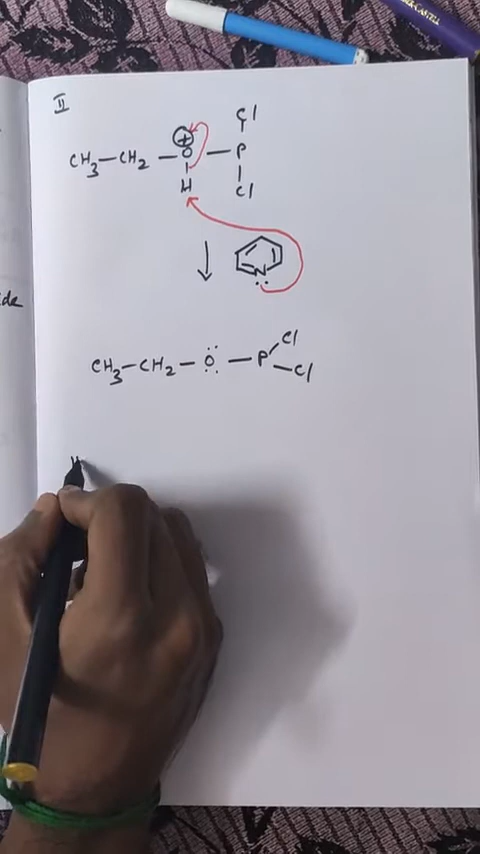 II
Cl
CH3-CH2-O-P
⊕
H
Cl
N
CH3-CH2-O-P
Cl
Cl
de